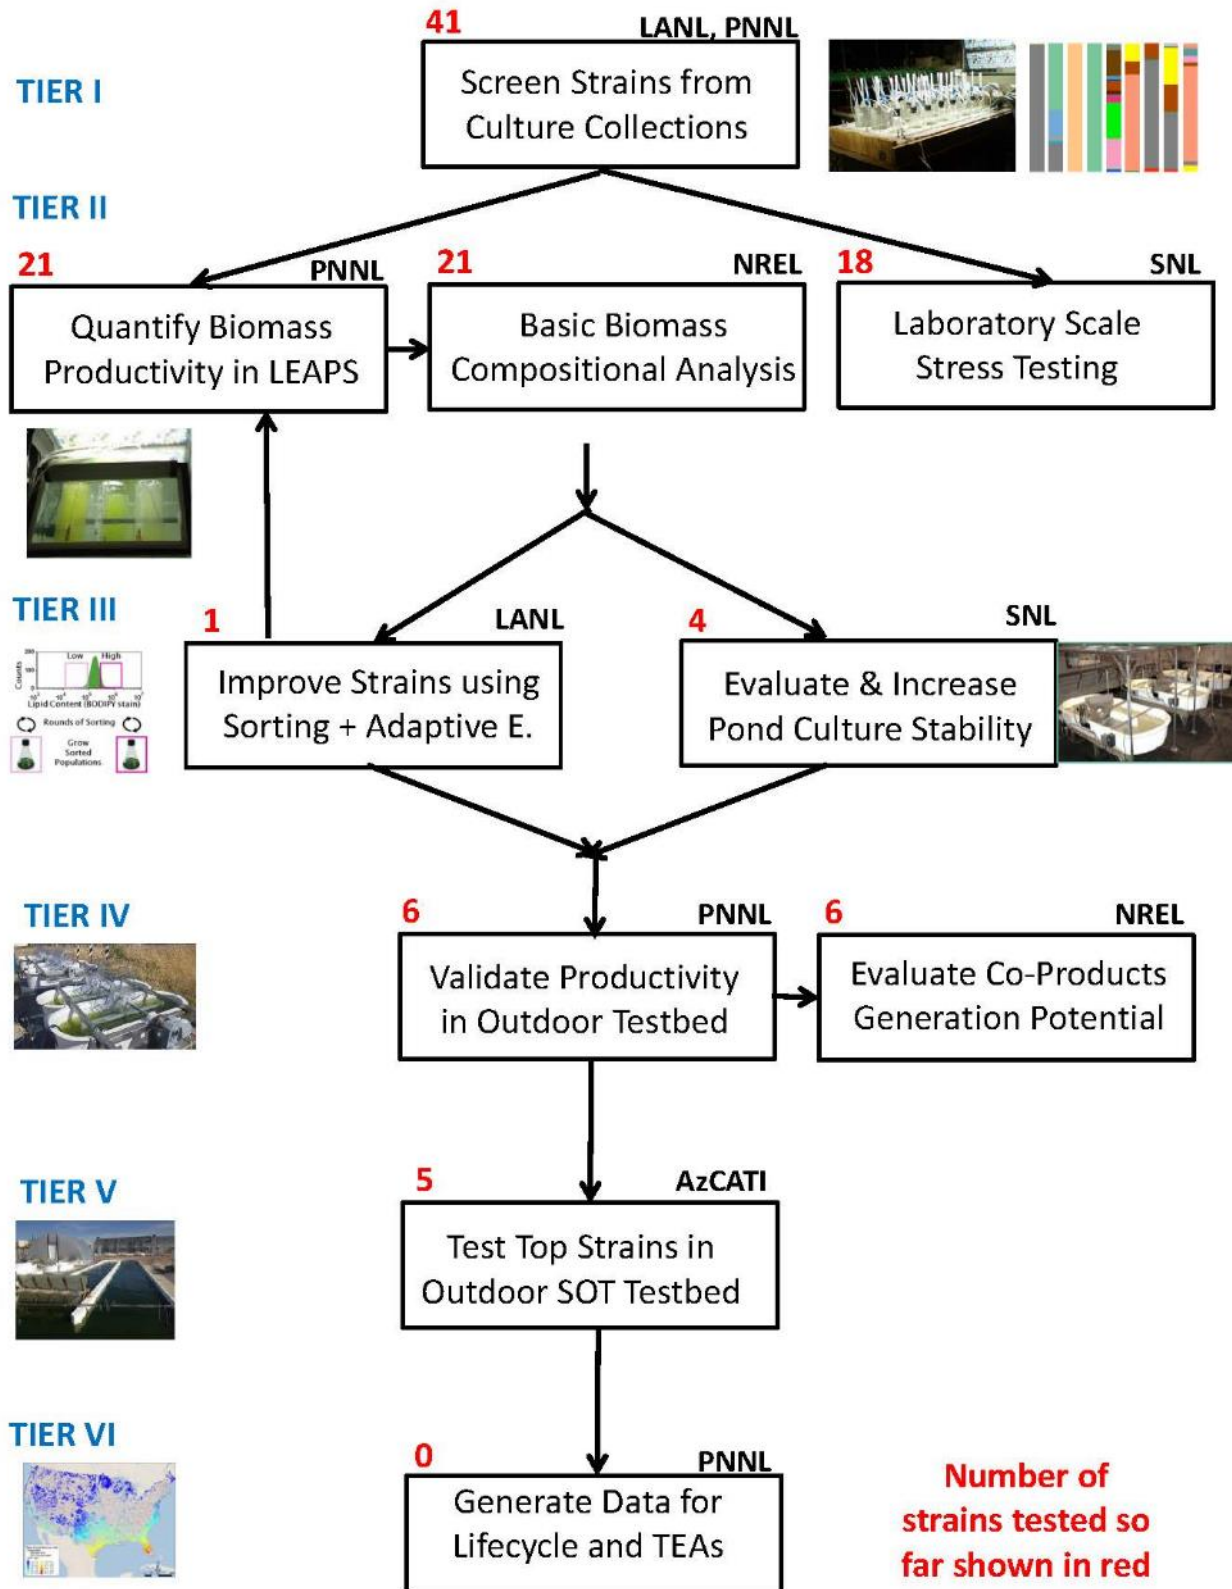 41
LANL, PNNL
TIER I
Screen Strains from
Culture Collections
TIER II
21
PNNL
Quantify Biomass
Productivity in LEAPS
21
NREL
Basic Biomass
Compositional Analysis
18
SNL
Laboratory Scale
Stress Testing
TIER III
Low
High
200
100
0
Counts
Lipid Content (BODIPY stain)
Rounds of Sorting
Grow
Sorted
Populations
1
LANL
Improve Strains using
Sorting + Adaptive E.
4
SNL
Evaluate & Increase
Pond Culture Stability
TIER IV
6
PNNL
Validate Productivity
in Outdoor Testbed
6
NREL
Evaluate Co-Products
Generation Potential
TIER V
5
AzCATI
Test Top Strains in
Outdoor SOT Testbed
TIER VI
0
PNNL
Generate Data for
Lifecycle and TEAs
Number of
strains tested so
far shown in red